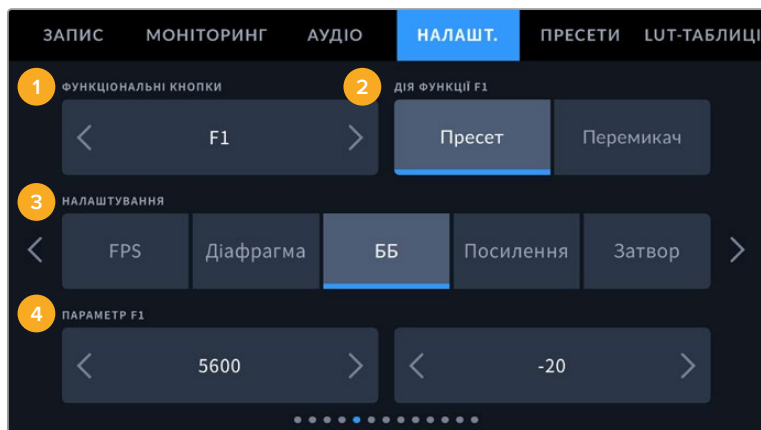 ЗАПИС МОНІТОРИНГ АУДІО НАЛАШТ. ПРЕСЕТИ LUT-ТАБЛИЦІ
1 ФУНКЦІОНАЛЬНІ КНОПКИ 2 ДІЯ ФУНКЦІЇ F1
F1 Пресет Перемикач
3 НАЛАШТУВАННЯ
FPS Діафрагма ББ Посилення Затвор
4 ПАРАМЕТР F1
5600 -20